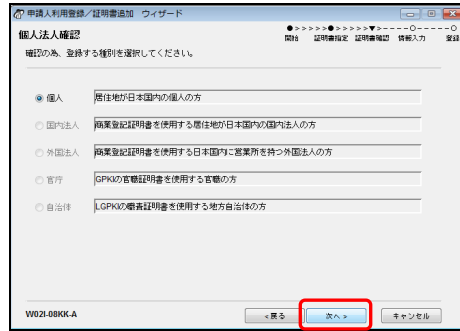 申請人利用登録／証明書追加 ウィザード
個人法人確認
●>>>>>●>>>>>▼>----○-----○
開始 証明書指定 証明書確認 情報入力 登録
確認の為、登録する種別を選択してください。
個人 居住地が日本国内の個人の方
国内法人 商業登記証明書を使用する居住地が日本国内の国内法人の方
外国法人 商業登記証明書を使用する日本国内に営業所を持つ外国法人の方
官庁 GPKIの官職証明書を使用する官職の方
自治体 LGPKIの職責証明書を使用する地方自治体の方
W02I-08KK-A
<戻る 次へ> キャンセル